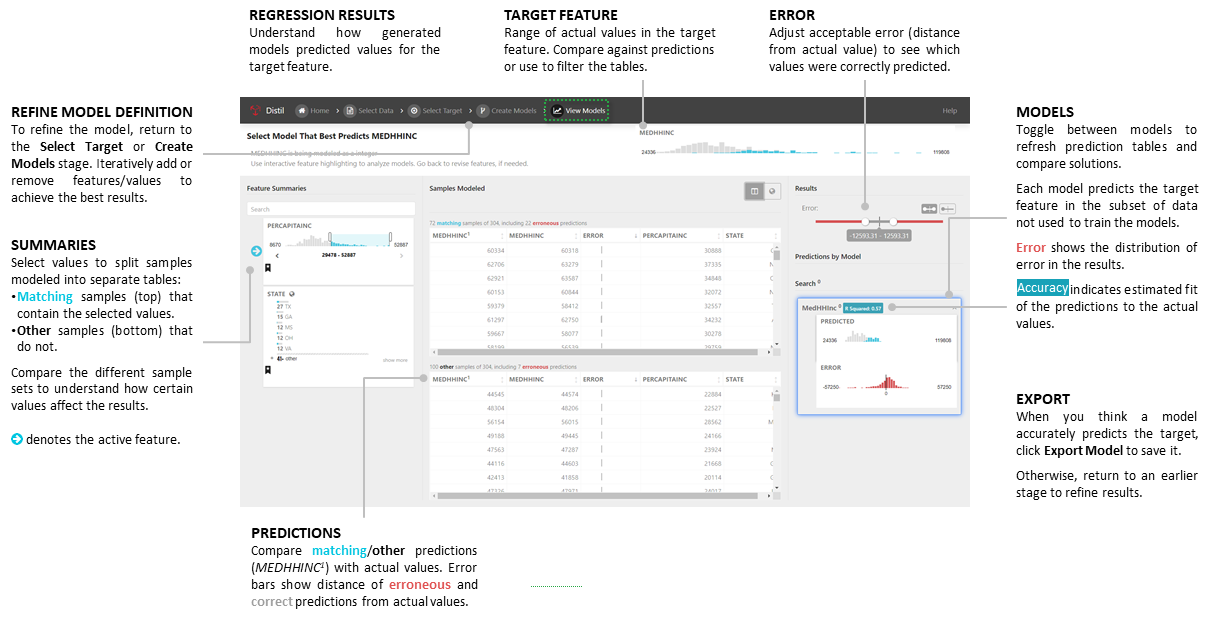 REGRESSION RESULTS
Understand how generated
models predicted values for the
target feature.
TARGET FEATURE
Range of actual values in the target
feature. Compare against predictions
or use to filter the tables.
ERROR
Adjust acceptable error (distance
from actual value) to see which
values were correctly predicted.
REFINE MODEL DEFINITION
To refine the model, return to
the Select Target or Create
Models stage. Iteratively add or
remove features/values to
achieve the best results.
SUMMARIES
Select values to split samples
modeled into separate tables:
•Matching samples (top) that
contain the selected values.
•Other samples (bottom) that
do not.
Compare the different sample
sets to understand how certain
values affect the results.
denotes the active feature.
Distil Home Select Data Select Target Create Models View Models Help
Select Model That Best Predicts MEDHHINC
MEDHHINC is being modeled as a integer
Use interactive feature highlighting to analyze models. Go back to revise features, if needed.
MEDHHINC
24336 119808
Feature Summaries
Search
PERCAPITAINC
8670 52887
29478 - 52887
STATE
27 TX
15 GA
12 MS
12 OH
12 VA
other
show more
Samples Modeled
72 matching samples of 304, including 22 erroneous predictions
MEDHHINC¹ MEDHHINC ERROR PERCAPITAINC STATE
60334 60318 30888
62706 63279 37335
62921 63587 34848
60153 60844 32072
59379 58412 32557
61297 62750 34232
59667 58077 30278
58186 56539 29759
100 other samples of 304, including 7 erroneous predictions
MEDHHINC¹ MEDHHINC ERROR PERCAPITAINC STATE
44545 44574 22884
48304 48206 22527
56154 56015 28562
49188 49445 24166
47563 47287 23924
44116 44603 21668
42413 41858 20114
47326 47971 24017
Results
Error:
-12593.31 - 12593.31
Predictions by Model
Search
MedHHInc R Squared: 0.57
PREDICTED
24336 119808
ERROR
-57250 57250
0
MODELS
Toggle between models to
refresh prediction tables and
compare solutions.
Each model predicts the target
feature in the subset of data
not used to train the models.
Error shows the distribution of
error in the results.
Accuracy indicates estimated fit
of the predictions to the actual
values.
EXPORT
When you think a model
accurately predicts the target,
click Export Model to save it.
Otherwise, return to an earlier
stage to refine results.
PREDICTIONS
Compare matching/other predictions
(MEDHHINC¹) with actual values. Error
bars show distance of erroneous and
correct predictions from actual values.